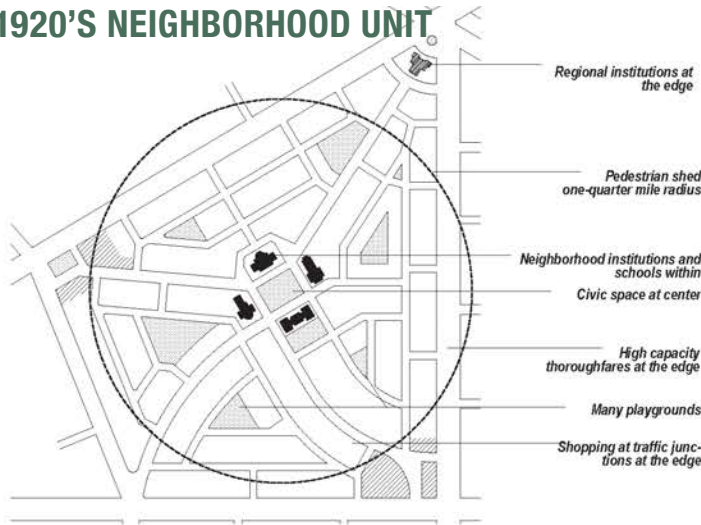 1920'S NEIGHBORHOOD UNIT
Regional institutions at
the edge
Pedestrian shed
one-quarter mile radius
Neighborhood institutions and
schools within
Civic space at center
High capacity
thoroughfares at the edge
Many playgrounds
Shopping at traffic junc-
tions at the edge